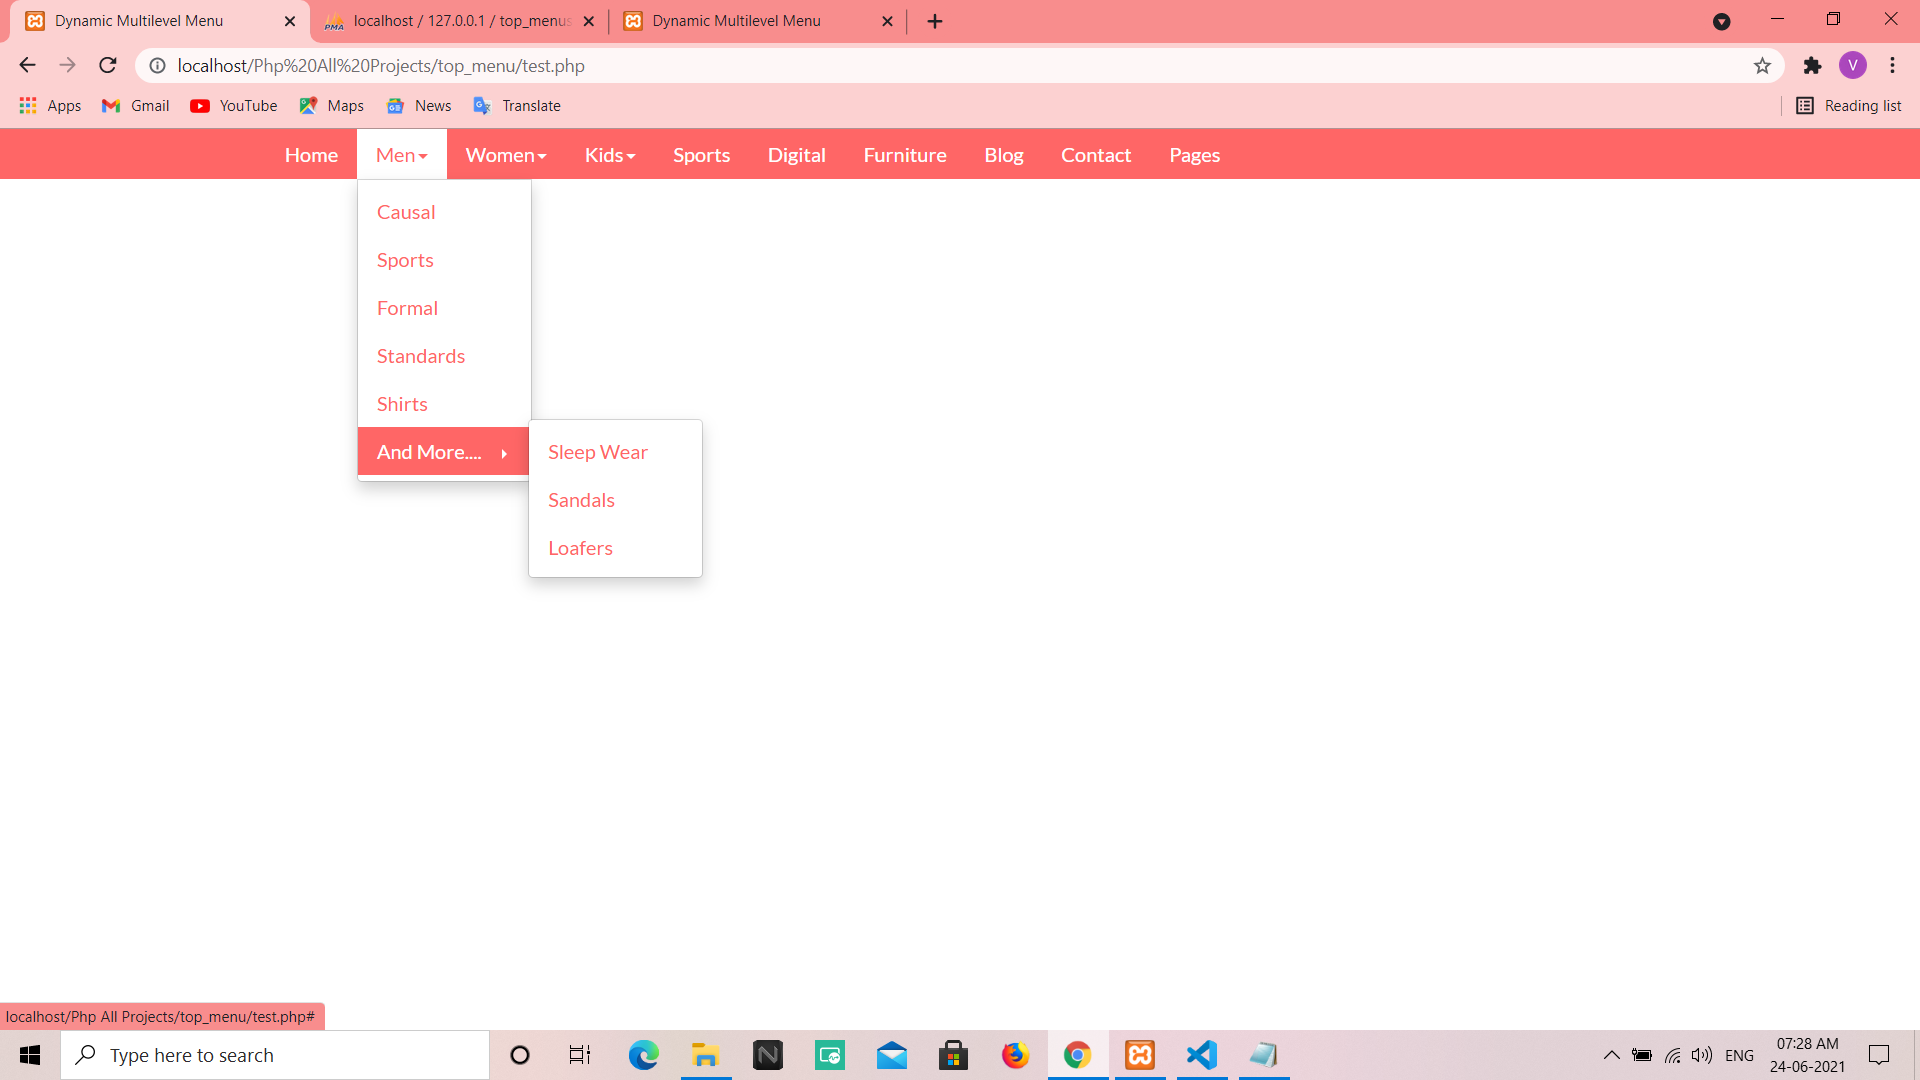 Dynamic Multilevel Menu
localhost / 127.0.0.1 / top_menus
Dynamic Multilevel Menu
localhost/Php%20All%20Projects/top_menu/test.php
V
Apps Gmail YouTube Maps News Translate Reading list
Home Men Women Kids Sports Digital Furniture Blog Contact Pages
Causal
Sports
Formal
Standards
Shirts
And More....
Sleep Wear
Sandals
Loafers
localhost/Php All Projects/top_menu/test.php#
Type here to search
ENG
07:28 AM
24-06-2021